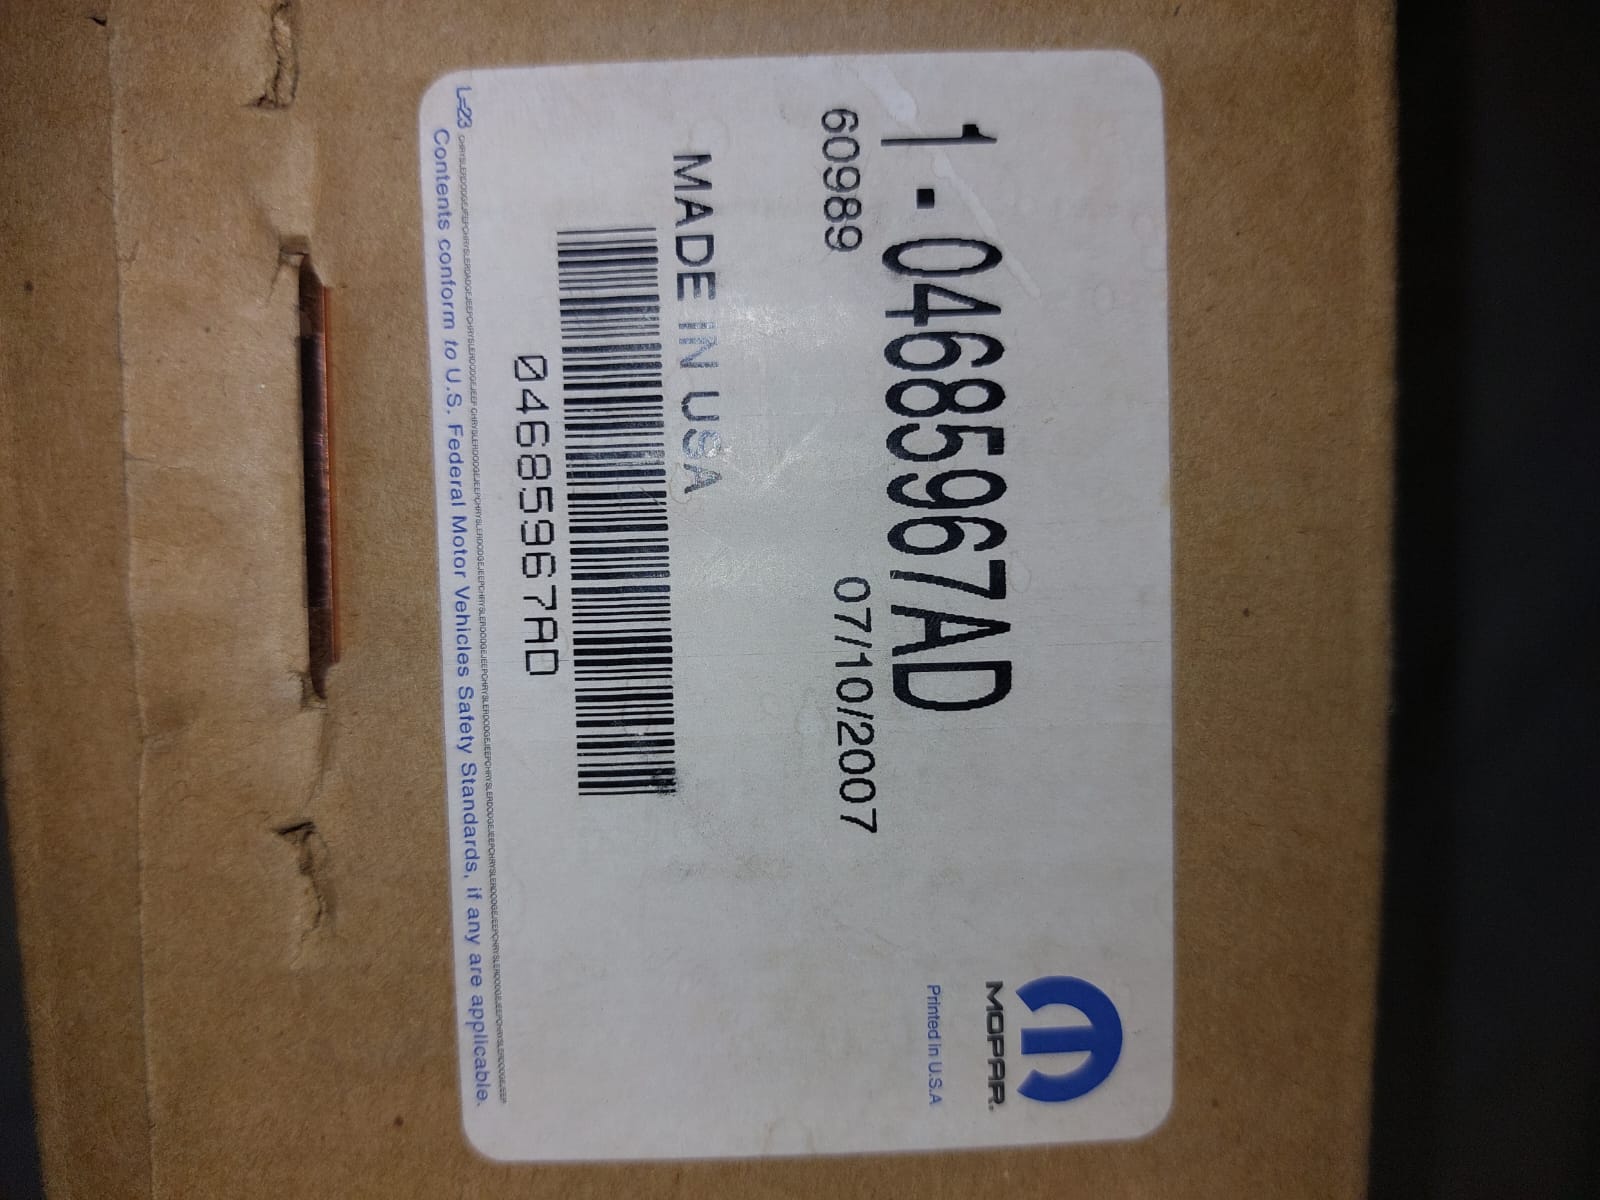 1 - 04685967AD
60989 07/10/2007
MOPAR.
Printed in U.S.A
MADE IN USA
04685967AD
L=23
Contents conform to U.S. Federal Motor Vehicles Safety Standards, if any are applicable.